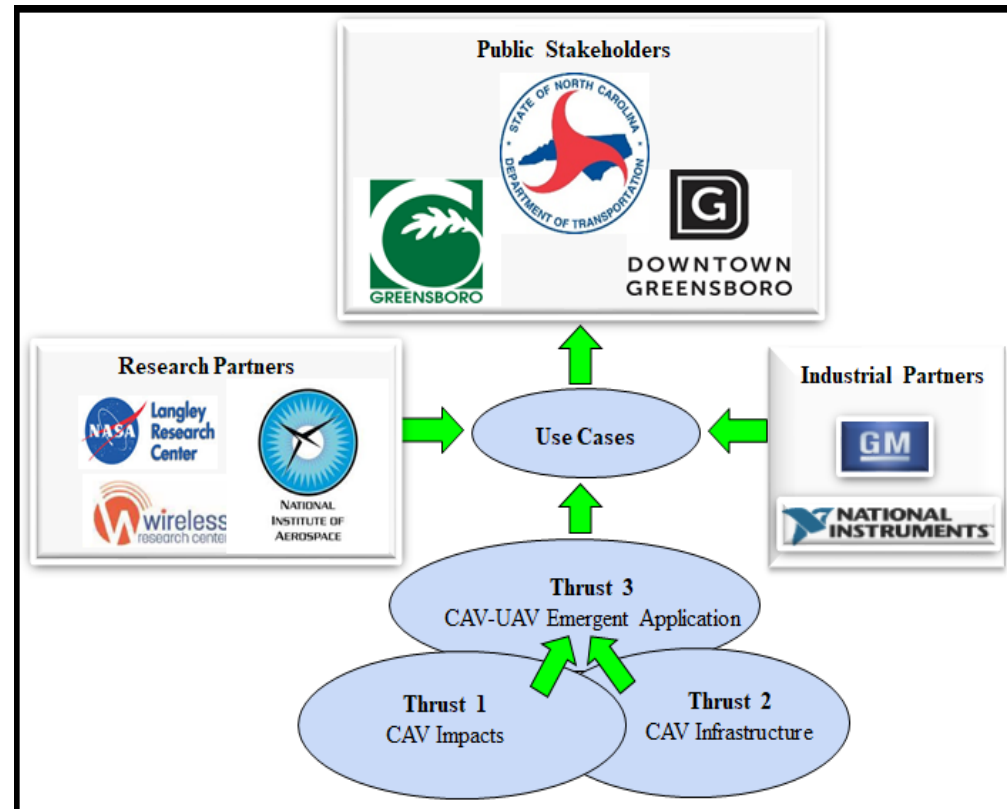 Public Stakeholders
STATE OF NORTH CAROLINA
DEPARTMENT OF TRANSPORTATION
GREENSBORO
G
DOWNTOWN
GREENSBORO
Research Partners
NASA
Langley
Research
Center
wireless
research center
NATIONAL
INSTITUTE OF
AEROSPACE
Use Cases
Industrial Partners
GM
NATIONAL
INSTRUMENTS
Thrust 3
CAV-UAV Emergent Application
Thrust 1
CAV Impacts
Thrust 2
CAV Infrastructure